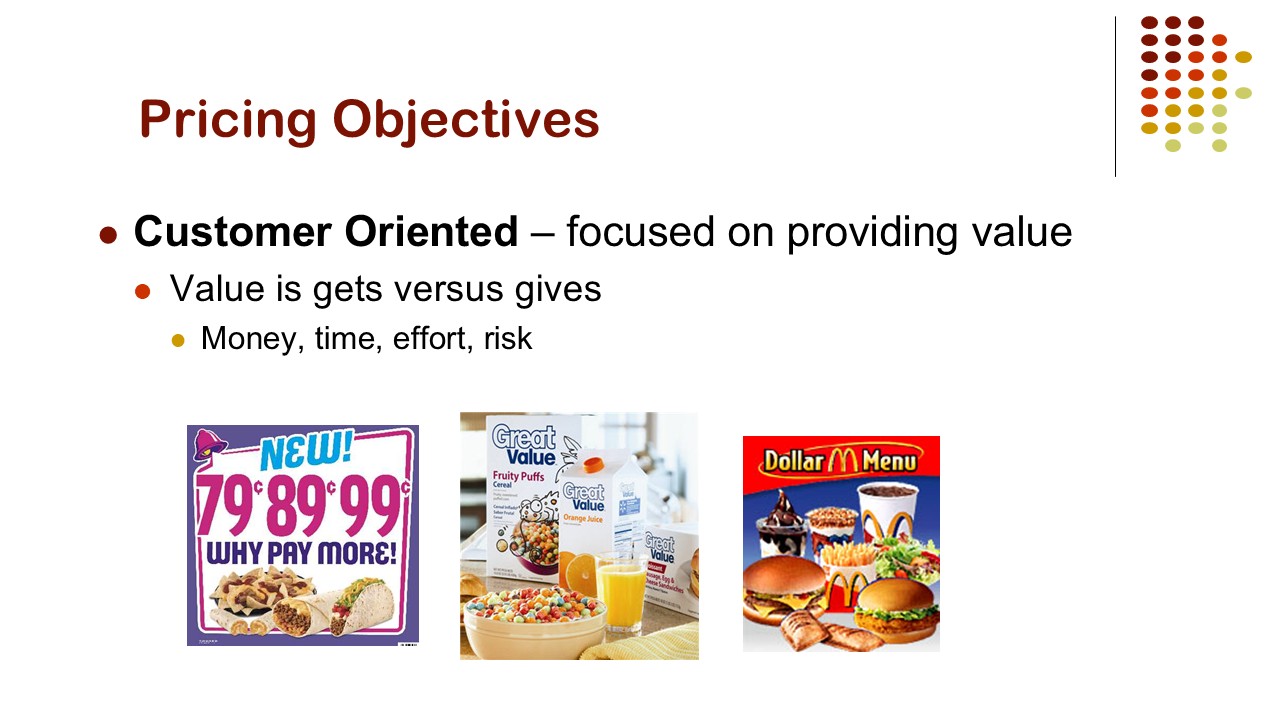 Pricing Objectives
Customer Oriented – focused on providing value
Value is gets versus gives
Money, time, effort, risk
NEW!
79¢ 89¢ 99¢
WHY PAY MORE!
Great
Value
Fruity Puffs
Cereal
Great
Value
Orange Juice
Great
Value
Dollar Menu